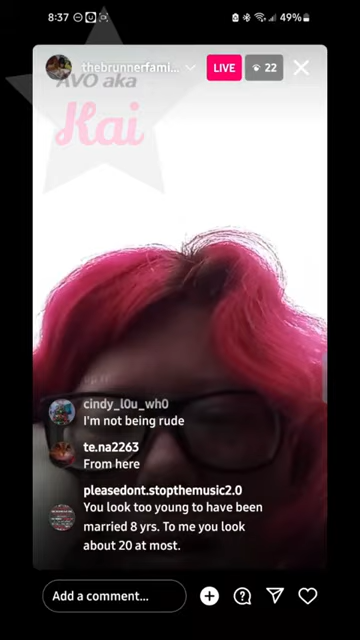 8:37
49%
thebrunnerfami...
LIVE
22
AVO aka
Kai
cindy_l0u_wh0
I'm not being rude
te.na2263
From here
pleasedont.stopthemusic2.0
You look too young to have been
married 8 yrs. To me you look
about 20 at most.
Add a comment...